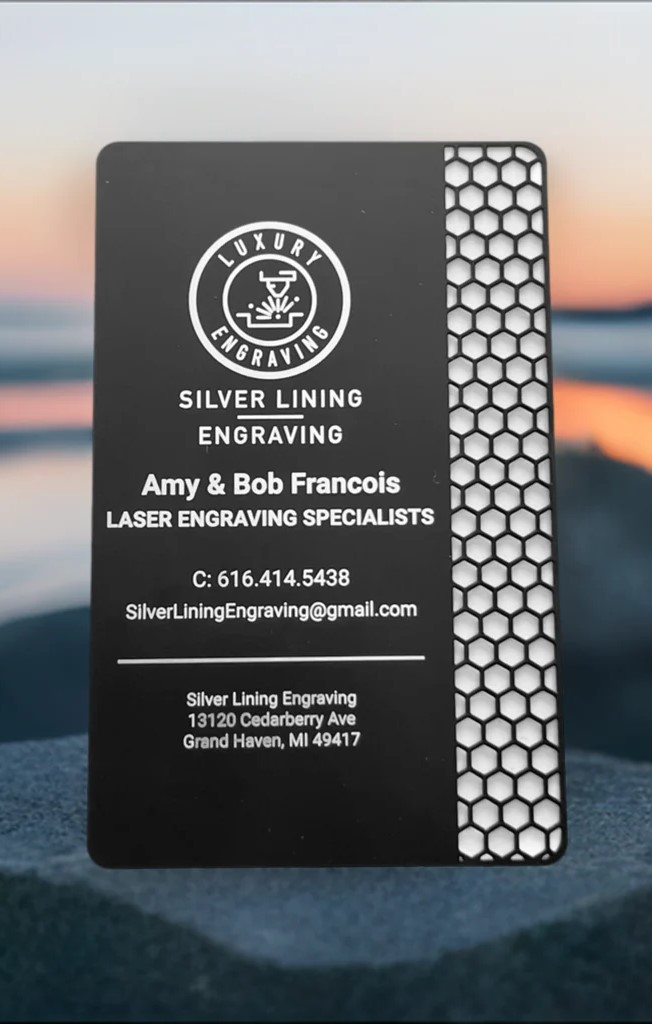 LUXURY
ENGRAVING
SILVER LINING
ENGRAVING
Amy & Bob Francois
LASER ENGRAVING SPECIALISTS
C: 616.414.5438
SilverLiningEngraving@gmail.com
Silver Lining Engraving
13120 Cedarberry Ave
Grand Haven, MI 49417